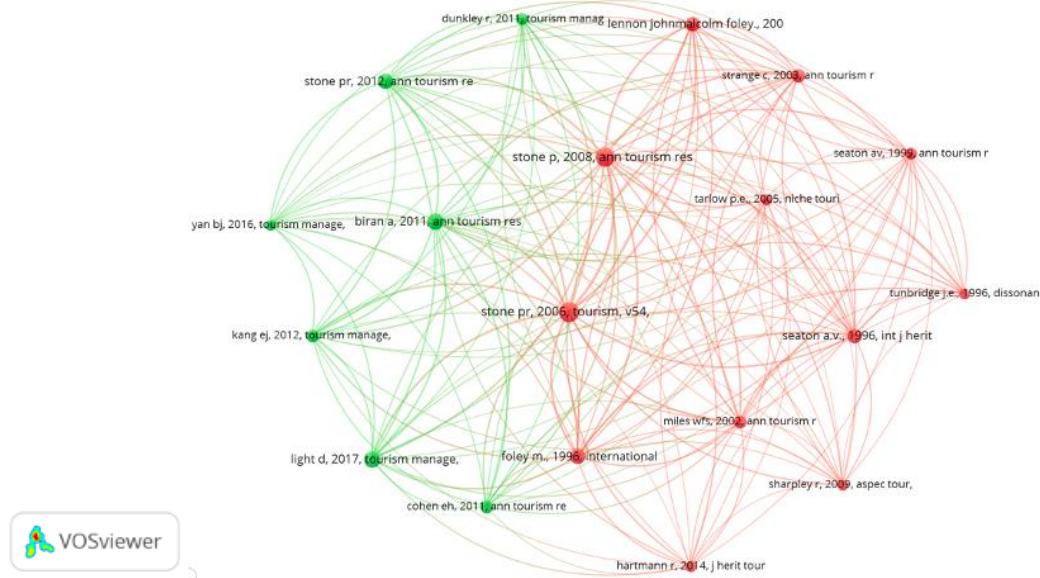 dunkley r, 2011, tourism manag
lennon johnmalcolm foley., 200
stone pr, 2012, ann tourism re
strange c, 2003, ann tourism r
stone p, 2008, ann tourism res
seaton av, 1999, ann tourism r
tarlow p.e., 2005, niche touri
yan bj, 2016, tourism manage,
biran a, 2011, ann tourism res
tunbridge j.e., 1996, dissonan
stone pr, 2006, tourism, v54,
kang ej, 2012, tourism manage,
seaton a.v., 1996, int j herit
miles wfs, 2002, ann tourism r
light d, 2017, tourism manage,
foley m., 1996, international
sharpley r, 2009, aspec tour,
cohen eh, 2011, ann tourism re
VOSviewer
hartmann r, 2014, j herit tour